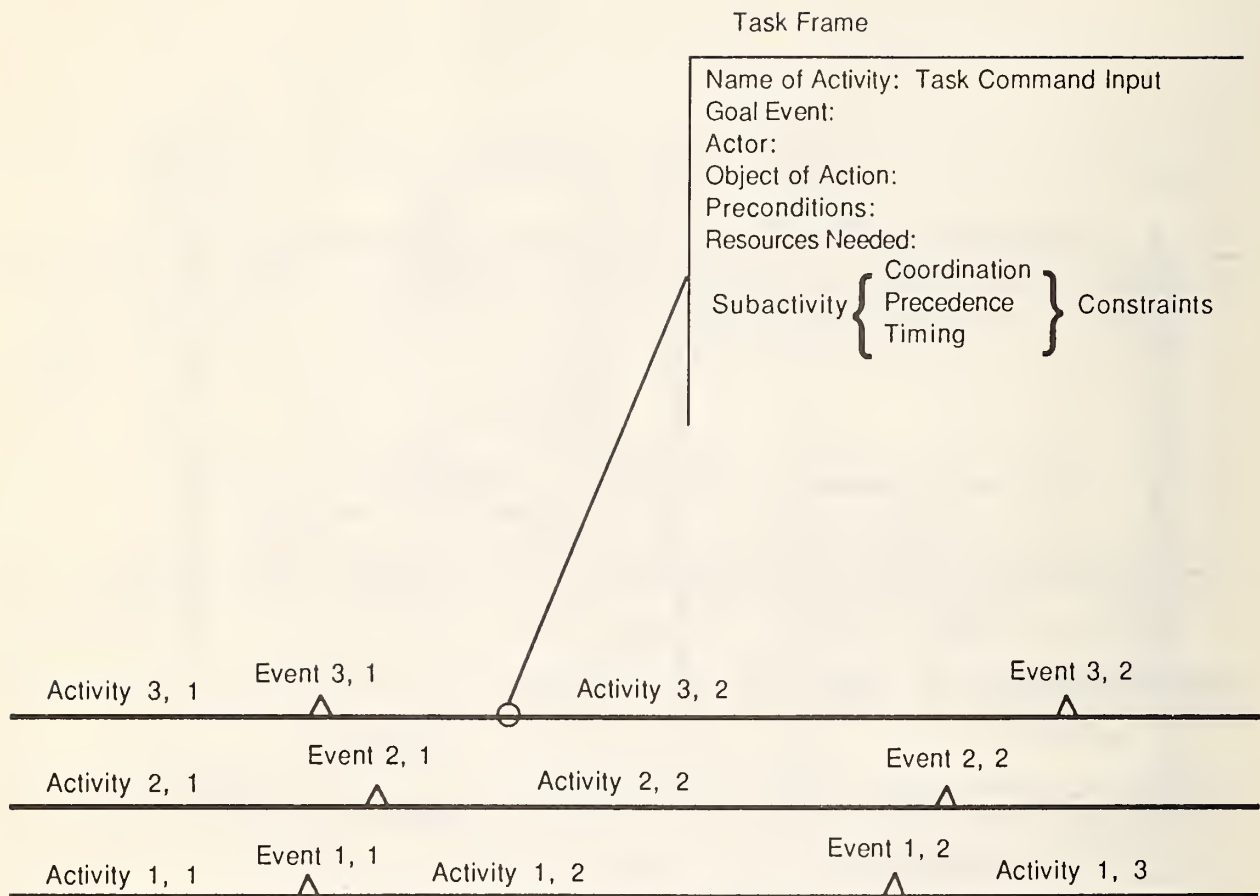 Task Frame
Name of Activity: Task Command Input
Goal Event:
Actor:
Object of Action:
Preconditions:
Resources Needed:
Coordination
Subactivity { Precedence } Constraints
Timing
Event 3, 1
Event 3, 2
Activity 3, 1
Activity 3, 2
Event 2, 1
Event 2, 2
Activity 2, 1
Activity 2, 2
Event 1, 1
Event 1, 2
Activity 1, 1
Activity 1, 2
Activity 1, 3